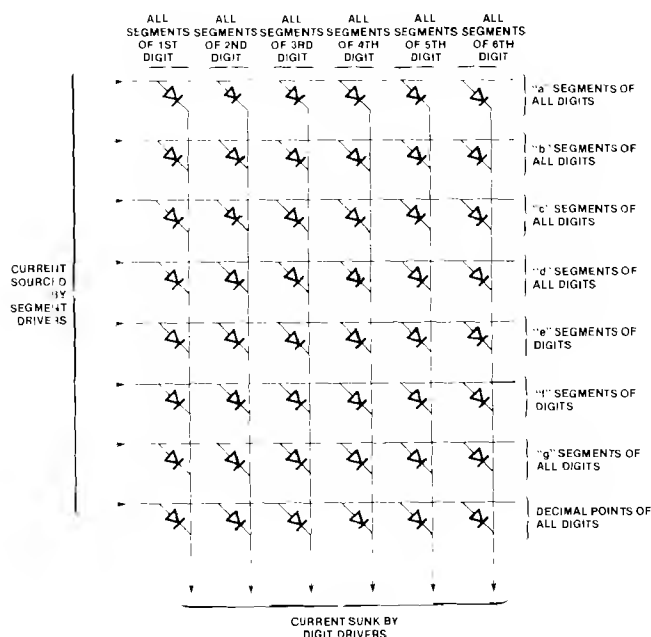 ALL SEGMENTS OF 1ST DIGIT
ALL SEGMENTS OF 2ND DIGIT
ALL SEGMENTS OF 3RD DIGIT
ALL SEGMENTS OF 4TH DIGIT
ALL SEGMENTS OF 5TH DIGIT
ALL SEGMENTS OF 6TH DIGIT
"a" SEGMENTS OF
ALL DIGITS
"b" SEGMENTS OF
ALL DIGITS
"c" SEGMENTS OF
ALL DIGITS
"d" SEGMENTS OF
ALL DIGITS
CURRENT
SOURCED
BY
SEGMENT
DRIVERS
"e" SEGMENTS OF
DIGITS
"f" SEGMENTS OF
DIGITS
"g" SEGMENTS OF
ALL DIGITS
DECIMAL POINTS OF
ALL DIGITS
CURRENT SUNK BY
DIGIT DRIVERS